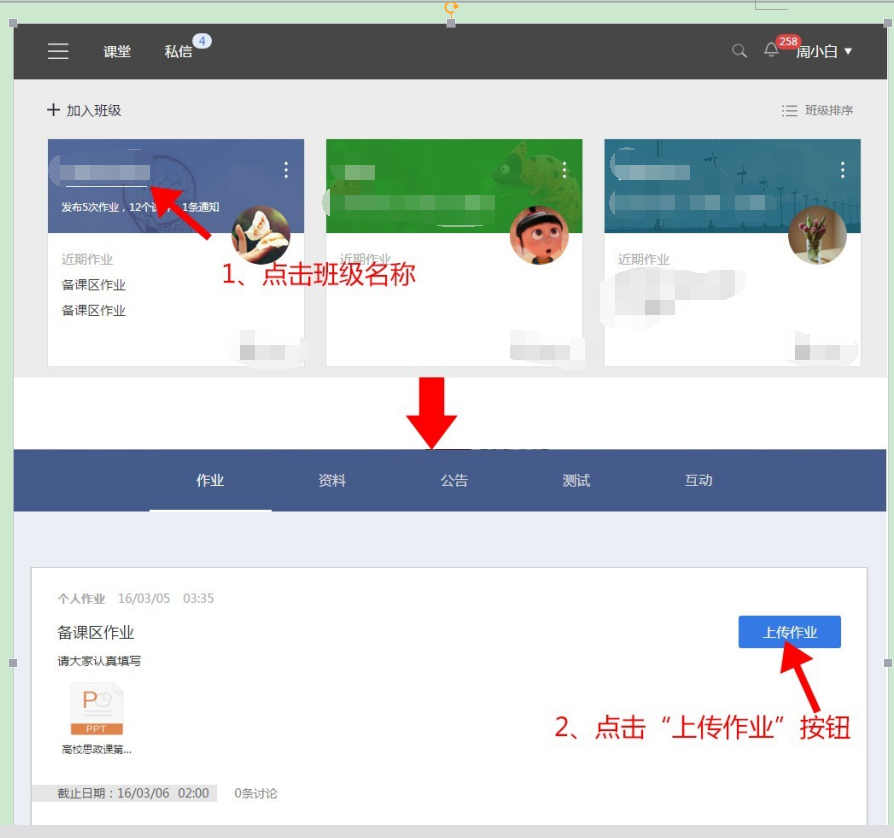 课堂 私信 4 258 周小白
加入班级 班级排序
发布5次作业，12个 1条通知
近期作业 近期作业 近期作业
1、点击班级名称
备课区作业
备课区作业
作业 资料 公告 测试 互动
个人作业 16/03/05 03:35
备课区作业 上传作业
请大家认真填写
PPT
2、点击“上传作业”按钮
高校思政课第...
截止日期：16/03/06 02:00 0条讨论